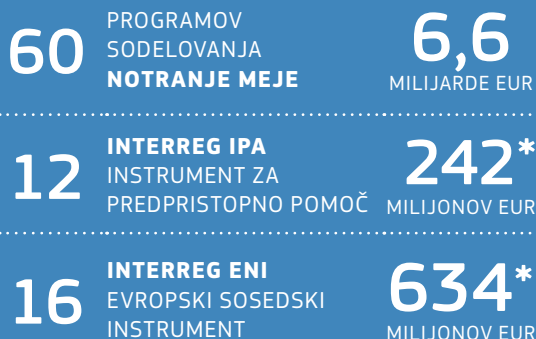 60
PROGRAMOV
SODELOVANJA
NOTRANJE MEJE
6,6
MILIJARDE EUR
12
INTERREG IPA
INSTRUMENT ZA
PREDPRISTOPNO POMOČ
242*
MILIJONOV EUR
16
INTERREG ENI
EVROPSKI SOSEDSKI
INSTRUMENT
634*
MILIJONOV EUR